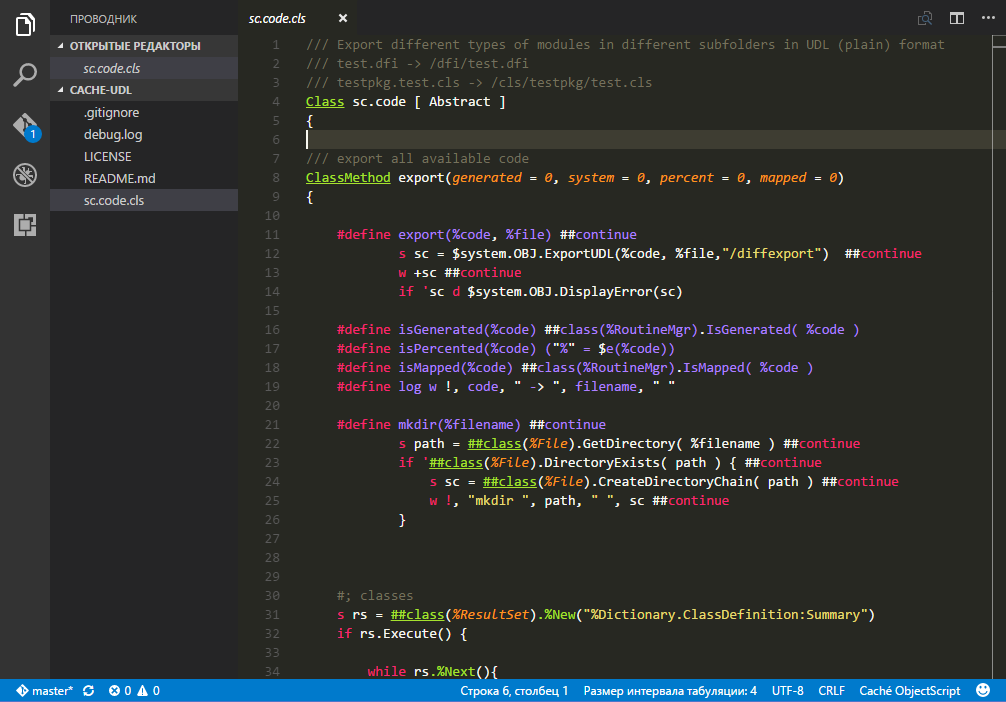 ПРОВОДНИК
ОТКРЫТЫЕ РЕДАКТОРЫ
sc.code.cls
CACHE-UDL
.gitignore
debug.log
LICENSE
README.md
sc.code.cls
1
sc.code.cls ×
1 /// Export different types of modules in different subfolders in UDL (plain) format
2 /// test.dfi -> /dfi/test.dfi
3 /// testpkg.test.cls -> /cls/testpkg/test.cls
4 Class sc.code [ Abstract ]
5 {
6
7 /// export all available code
8 ClassMethod export(generated = 0, system = 0, percent = 0, mapped = 0)
9 {
10
11 #define export(%code, %file) ##continue
12 s sc = $system.OBJ.ExportUDL(%code, %file,"/diffexport") ##continue
13 w +sc ##continue
14 if 'sc d $system.OBJ.DisplayError(sc)
15
16 #define isGenerated(%code) ##class(%RoutineMgr).IsGenerated( %code )
17 #define isPercented(%code) ("%" = $e(%code))
18 #define isMapped(%code) ##class(%RoutineMgr).IsMapped( %code )
19 #define log w !, code, " -> ", filename, " "
20
21 #define mkdir(%filename) ##continue
22 s path = ##class(%File).GetDirectory( %filename ) ##continue
23 if '##class(%File).DirectoryExists( path ) { ##continue
24 s sc = ##class(%File).CreateDirectoryChain( path ) ##continue
25 w !, "mkdir ", path, " ", sc ##continue
26 }
27
28
29
30 #; classes
31 s rs = ##class(%ResultSet).%New("%Dictionary.ClassDefinition:Summary")
32 if rs.Execute() {
33
34 while rs.%Next(){
master* 0 0 Строка 6, столбец 1 Размер интервала табуляции: 4 UTF-8 CRLF Caché ObjectScript